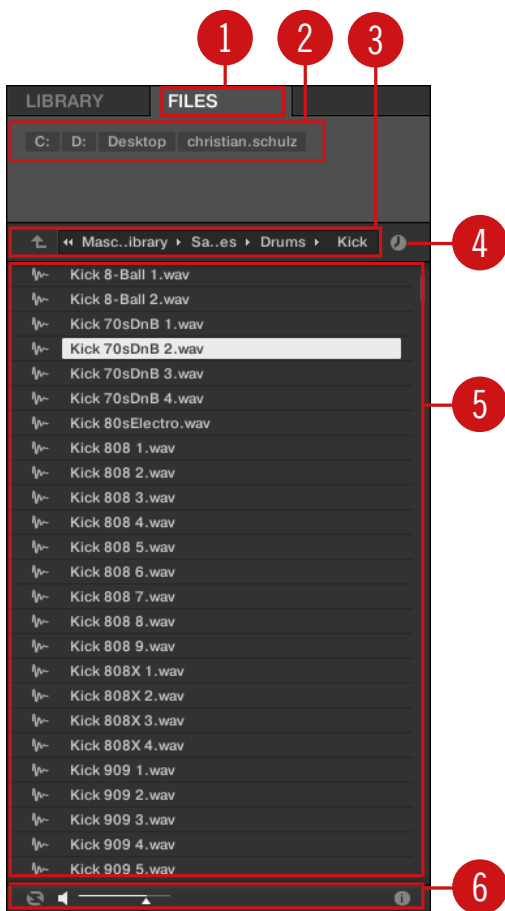 1 2 3
LIBRARY FILES
C: D: Desktop christian.schulz
Masc..ibrary Sa..es Drums Kick 4
Kick 8-Ball 1.wav
Kick 8-Ball 2.wav
Kick 70sDnB 1.wav
Kick 70sDnB 2.wav
Kick 70sDnB 3.wav
Kick 70sDnB 4.wav
5
Kick 80sElectro.wav
Kick 808 1.wav
Kick 808 2.wav
Kick 808 3.wav
Kick 808 4.wav
Kick 808 5.wav
Kick 808 6.wav
Kick 808 7.wav
Kick 808 8.wav
Kick 808 9.wav
Kick 808X 1.wav
Kick 808X 2.wav
Kick 808X 3.wav
Kick 808X 4.wav
Kick 909 1.wav
Kick 909 2.wav
Kick 909 3.wav
Kick 909 4.wav
Kick 909 5.wav
6